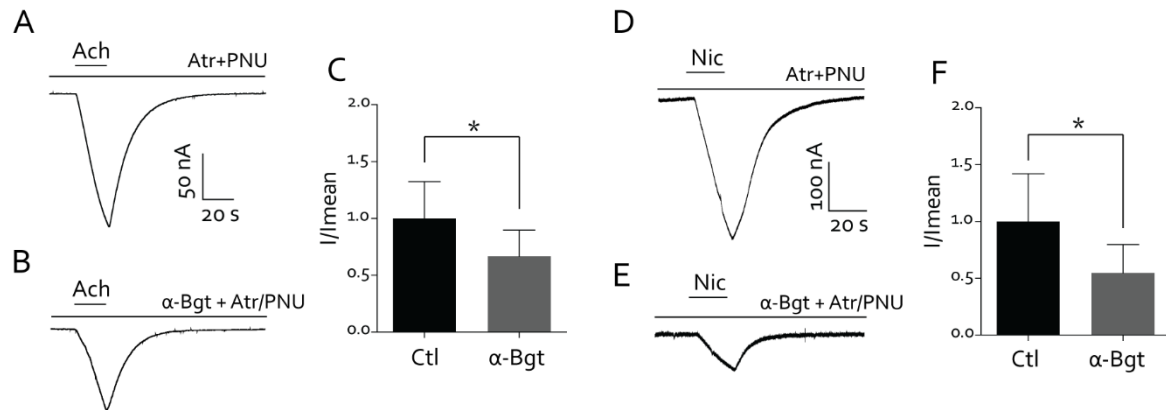 A
Ach
Atr+PNU
50 nA
20 S
B
Ach
α-Bgt + Atr/PNU
C
2.0
1.5
1.0
0.5
0.0
I/Imean
*
Ctl
α-Bgt
D
Nic
Atr+PNU
100 nA
20 S
E
Nic
α-Bgt + Atr/PNU
F
2.0
1.5
1.0
0.5
0.0
I/Imean
*
Ctl
α-Bgt